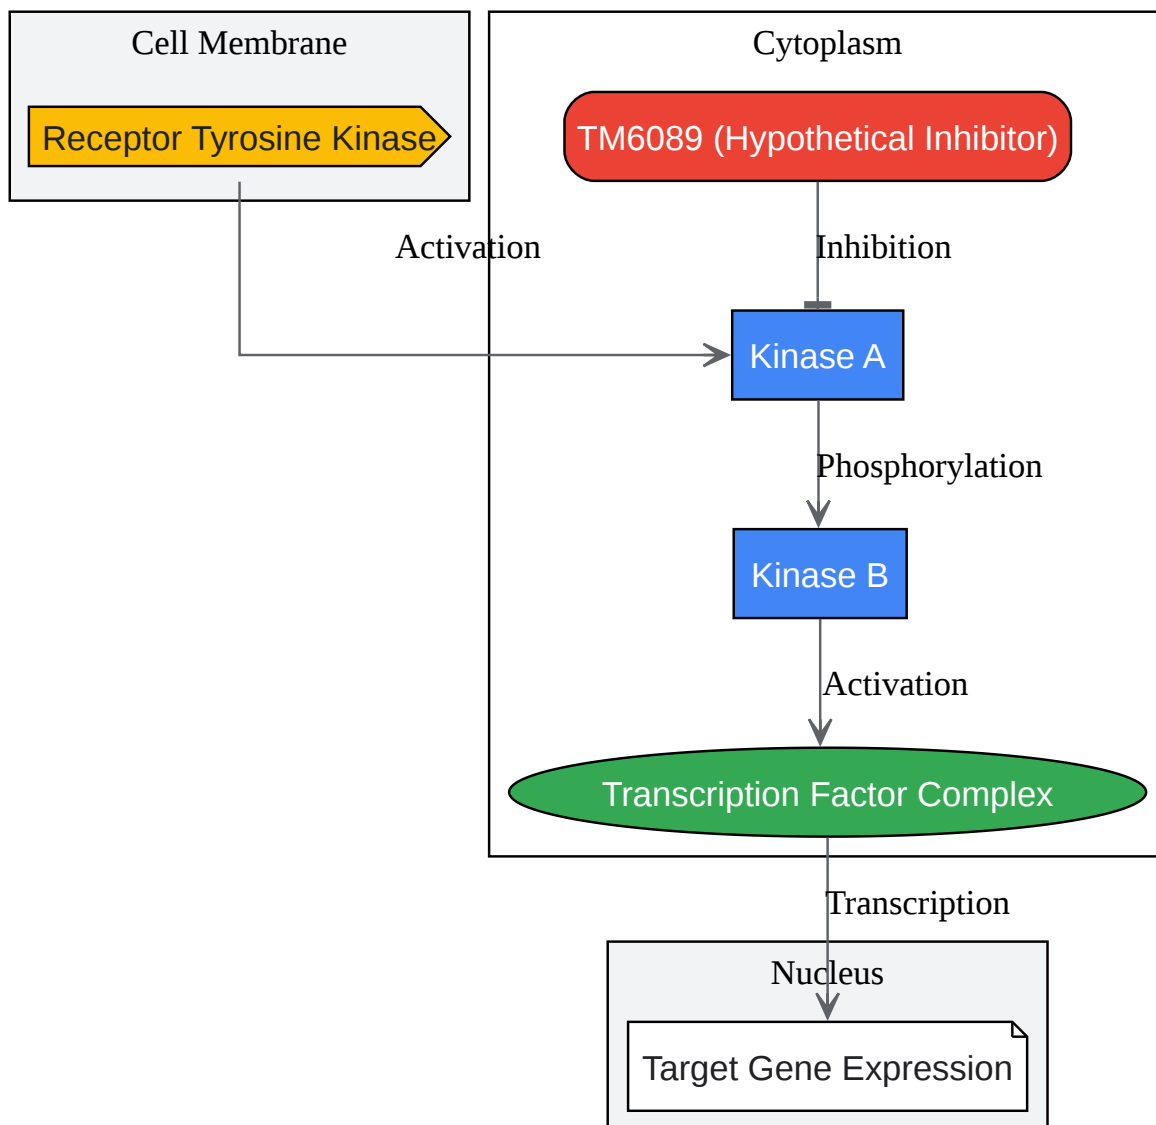 Cell Membrane
Cytoplasm
Receptor Tyrosine Kinase
TM6089 (Hypothetical Inhibitor)
Activation
Inhibition
Kinase A
Phosphorylation
Kinase B
Activation
Transcription Factor Complex
Transcription
Nucleus
Target Gene Expression